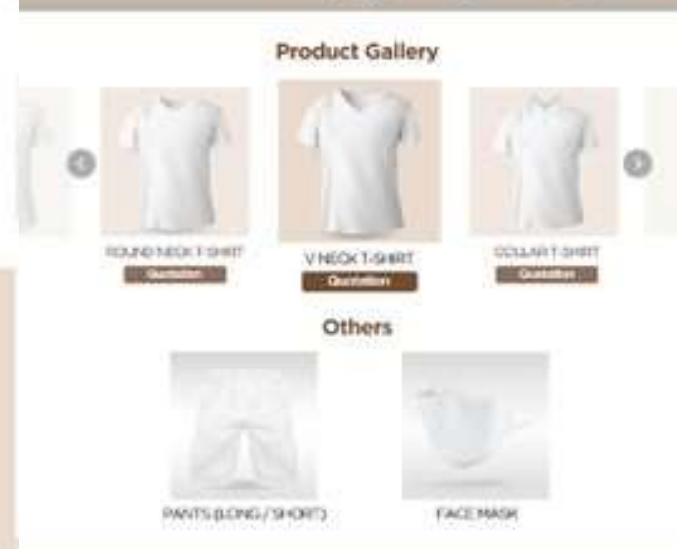 Product Gallery
ROUND NECK T-SHIRT
V NECK T-SHIRT
COLLAR T-SHIRT
Quotation
Quotation
Quotation
Others
PANTS (LONG / SHORT)
FACE MASK